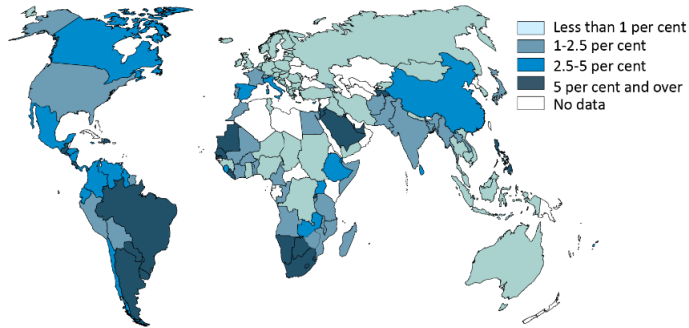 Less than 1 per cent
1-2.5 per cent
2.5-5 per cent
5 per cent and over
No data